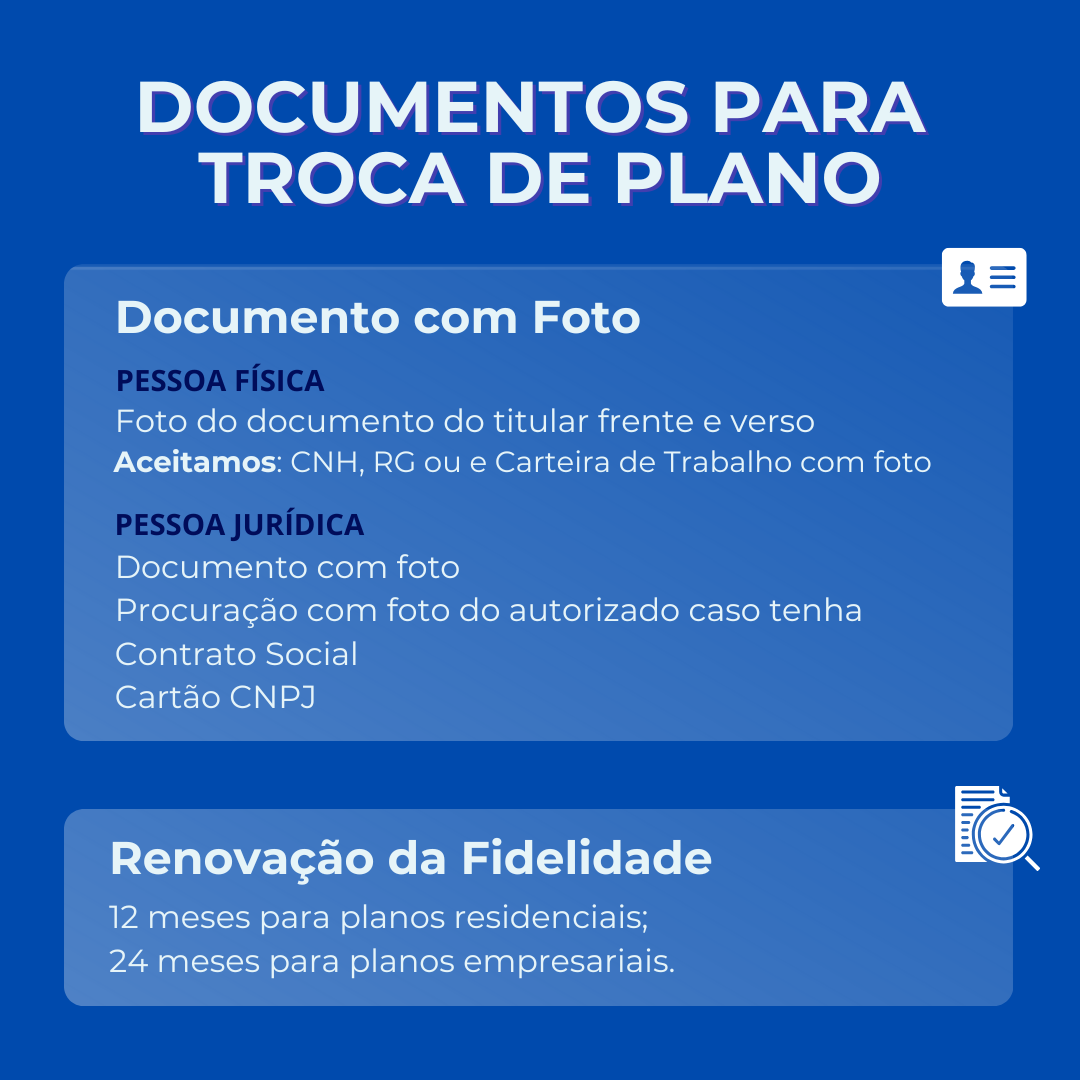 DOCUMENTOS PARA
TROCA DE PLANO
Documento com Foto
PESSOA FÍSICA
Foto do documento do titular frente e verso
Aceitamos: CNH, RG ou e Carteira de Trabalho com foto
PESSOA JURÍDICA
Documento com foto
Procuração com foto do autorizado caso tenha
Contrato Social
Cartão CNPJ
Renovação da Fidelidade
12 meses para planos residenciais;
24 meses para planos empresariais.